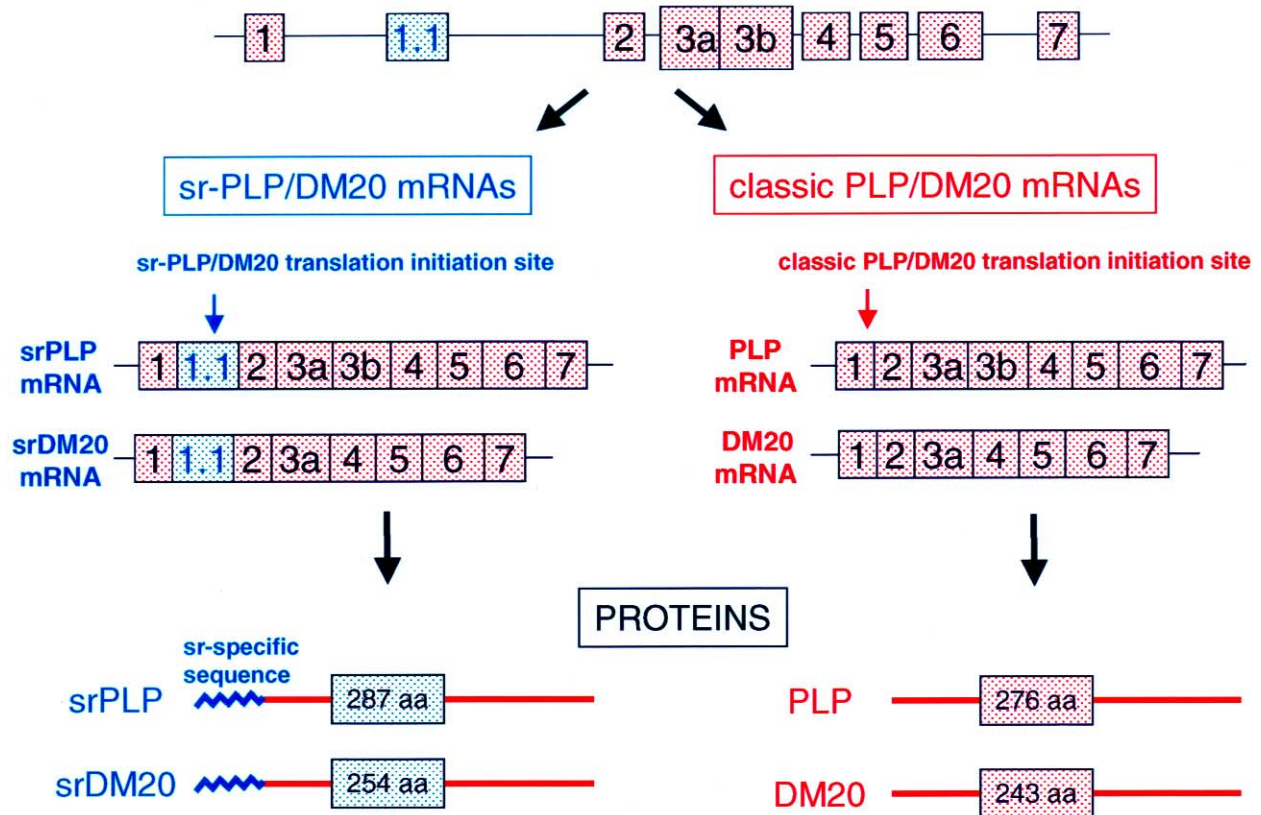 1 1.1 2 3a 3b 4 5 6 7
sr-PLP/DM20 mRNAs
classic PLP/DM20 mRNAs
sr-PLP/DM20 translation initiation site
classic PLP/DM20 translation initiation site
srPLP
mRNA
1 1.1 2 3a 3b 4 5 6 7
PLP
mRNA
1 2 3a 3b 4 5 6 7
srDM20
mRNA
1 1.1 2 3a 4 5 6 7
DM20
mRNA
1 2 3a 4 5 6 7
PROTEINS
sr-specific
sequence
srPLP
287 aa
PLP
276 aa
srDM20
254 aa
DM20
243 aa